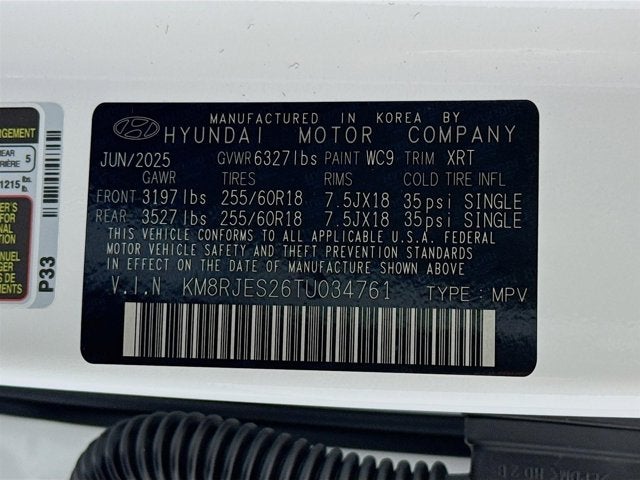 MANUFACTURED IN KOREA BY
HYUNDAI MOTOR COMPANY
JUN/2025 GVWR 6327lbs PAINT WC9 TRIM XRT
GAWR TIRES RIMS COLD TIRE INFL
FRONT 3197lbs 255/60R18 7.5JX18 35psi SINGLE
REAR 3527lbs 255/60R18 7.5JX18 35psi SINGLE
THIS VEHICLE CONFORMS TO ALL APPLICABLE U.S.A. FEDERAL
MOTOR VEHICLE SAFETY AND THEFT PREVENTION STANDARDS
IN EFFECT ON THE DATE OF MANUFACTURE SHOWN ABOVE.
V.I.N KM8RJES26TU034761 TYPE : MPV
P33
5
1215 lbs.